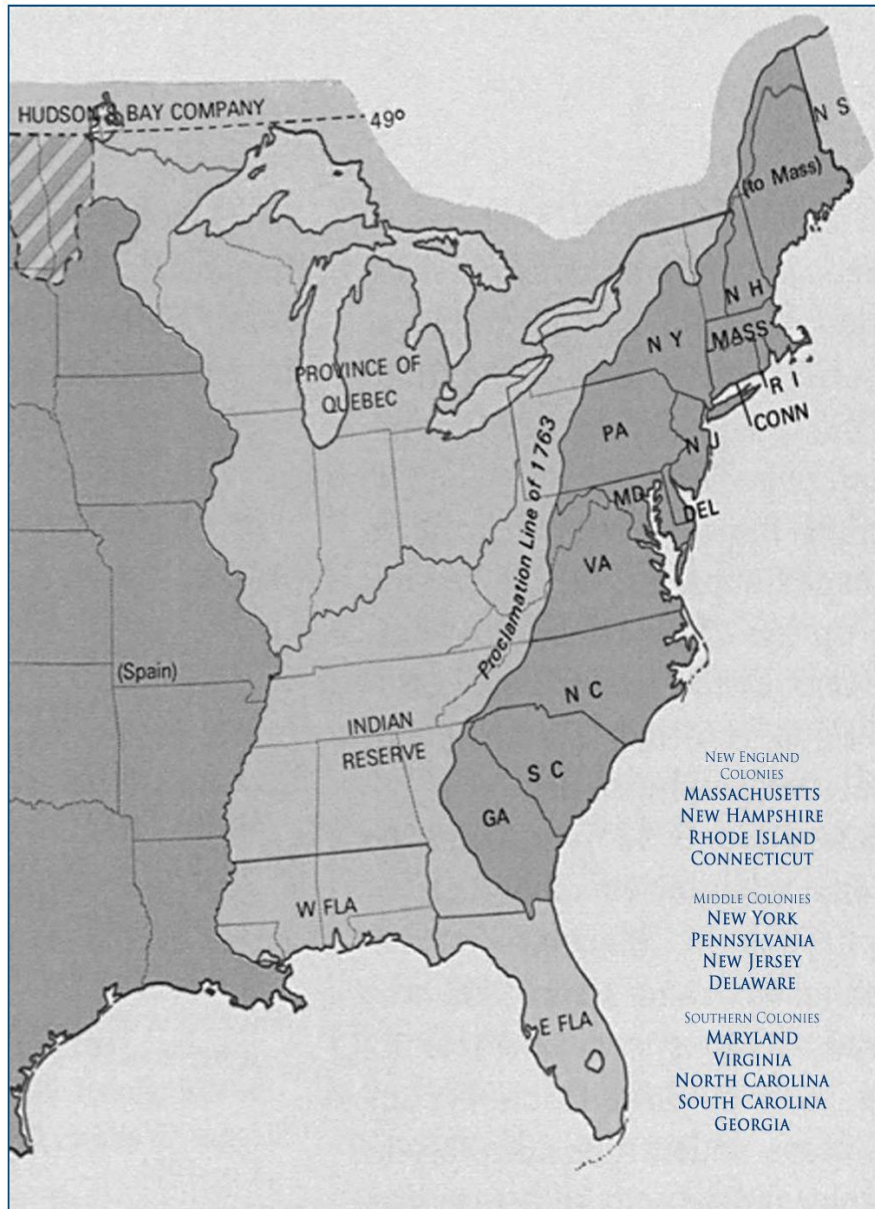 HUDSON'S BAY COMPANY
49°
N S
(to Mass)
N H
N Y
MASS
R I
CONN
PROVINCE OF
QUEBEC
PA
N J
Proclamation Line of 1763
MD
DEL
VA
(Spain)
N C
INDIAN
RESERVE
S C
GA
W FLA
E FLA
NEW ENGLAND
COLONIES
MASSACHUSETTS
NEW HAMPSHIRE
RHODE ISLAND
CONNECTICUT
MIDDLE COLONIES
NEW YORK
PENNSYLVANIA
NEW JERSEY
DELAWARE
SOUTHERN COLONIES
MARYLAND
VIRGINIA
NORTH CAROLINA
SOUTH CAROLINA
GEORGIA